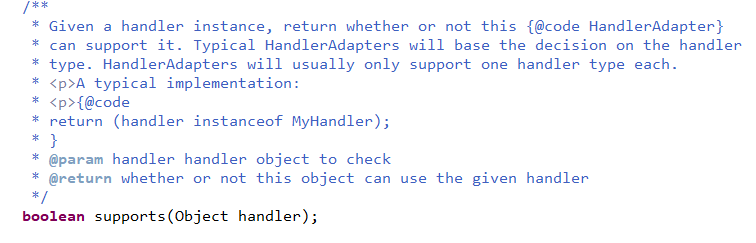 /**
* Given a handler instance, return whether or not this {@code HandlerAdapter}
* can support it. Typical HandlerAdapters will base the decision on the handler
* type. HandlerAdapters will usually only support one handler type each.
* <p>A typical implementation:
* <p>{@code
* return (handler instanceof MyHandler);
* }
* @param handler handler object to check
* @return whether or not this object can use the given handler
*/
boolean supports(Object handler);